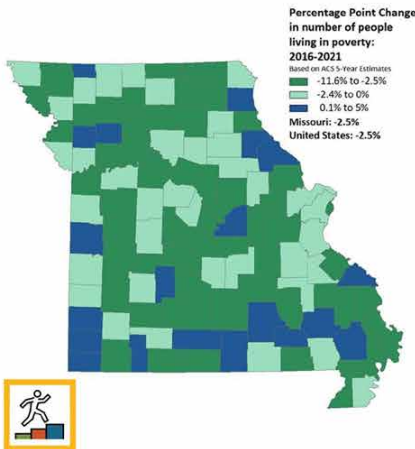 Percentage Point Change
in number of people
living in poverty:
2016-2021
Based on ACS 5-Year Estimates
-11.6% to -2.5%
-2.4% to 0%
0.1% to 5%
Missouri: -2.5%
United States: -2.5%